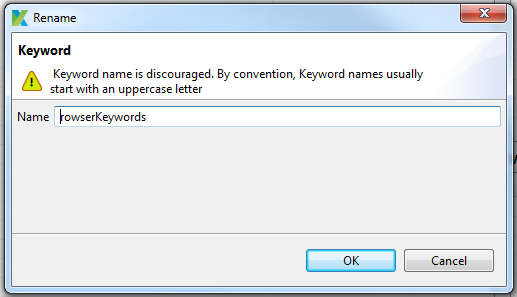 Rename
Keyword
Keyword name is discouraged. By convention, Keyword names usually
start with an uppercase letter
Name rowserKeywords
OK Cancel